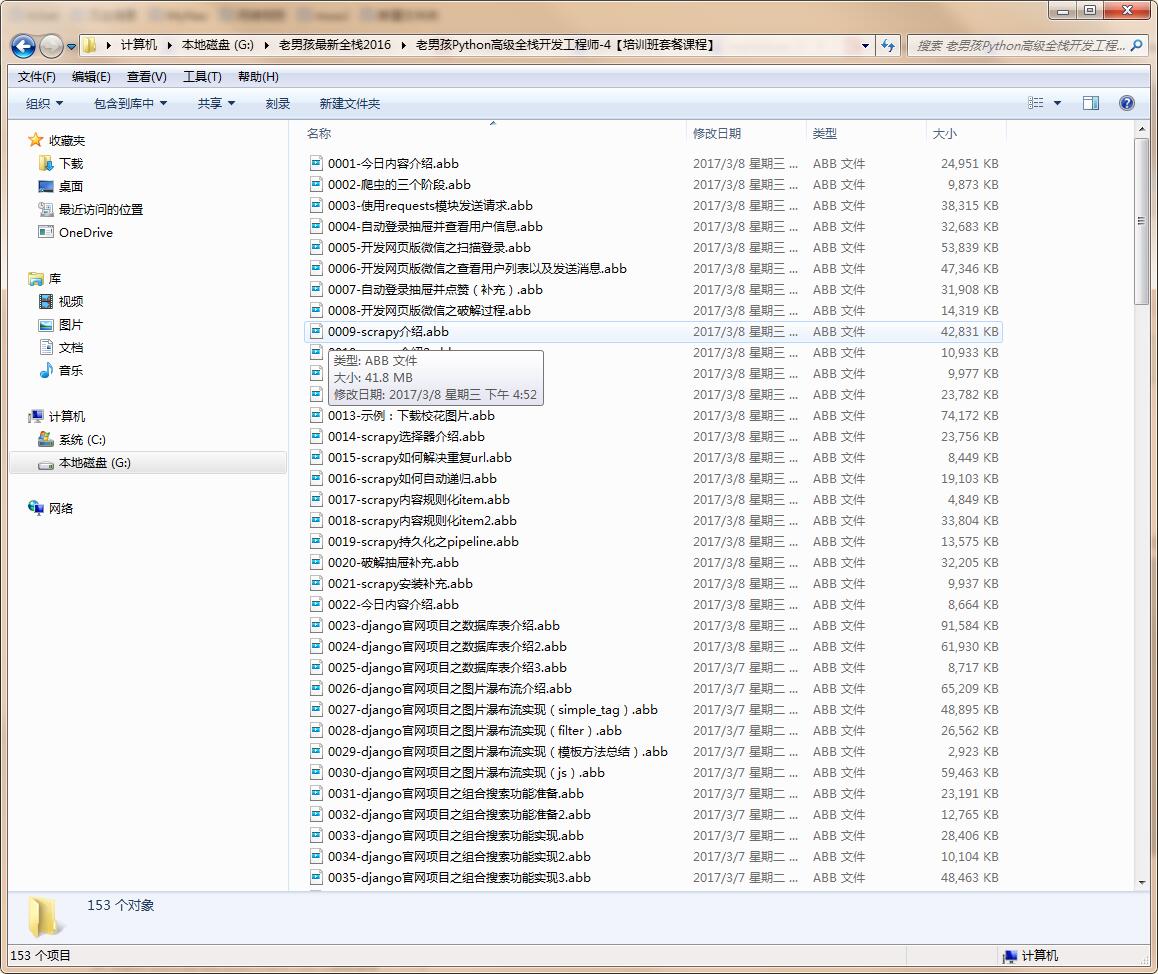 计算机 ▸ 本地磁盘 (G:) ▸ 老男孩最新全栈2016 ▸ 老男孩Python高级全栈开发工程师-4【培训班套餐课程】
搜索 老男孩Python高级全栈开发工程...
文件(F) 编辑(E) 查看(V) 工具(T) 帮助(H)
组织 包含到库中 共享 刻录 新建文件夹
收藏夹
下载
桌面
最近访问的位置
OneDrive
库
视频
图片
文档
音乐
计算机
系统 (C:)
本地磁盘 (G:)
网络
名称 修改日期 类型 大小
0001-今日内容介绍.abb 2017/3/8 星期三 ... ABB 文件 24,951 KB
0002-爬虫的三个阶段.abb 2017/3/8 星期三 ... ABB 文件 9,873 KB
0003-使用requests模块发送请求.abb 2017/3/8 星期三 ... ABB 文件 38,315 KB
0004-自动登录抽屉并查看用户信息.abb 2017/3/8 星期三 ... ABB 文件 32,683 KB
0005-开发网页版微信之扫描登录.abb 2017/3/8 星期三 ... ABB 文件 53,839 KB
0006-开发网页版微信之查看用户列表以及发送消息.abb 2017/3/8 星期三 ... ABB 文件 47,346 KB
0007-自动登录抽屉并点赞（补充）.abb 2017/3/8 星期三 ... ABB 文件 31,908 KB
0008-开发网页版微信之破解过程.abb 2017/3/8 星期三 ... ABB 文件 14,319 KB
0009-scrapy介绍.abb 2017/3/8 星期三 ... ABB 文件 42,831 KB
2017/3/8 星期三 ... ABB 文件 10,933 KB
类型: ABB 文件
大小: 41.8 MB
修改日期: 2017/3/8 星期三 下午 4:52
2017/3/8 星期三 ... ABB 文件 9,977 KB
2017/3/8 星期三 ... ABB 文件 23,782 KB
0013-示例：下载校花图片.abb 2017/3/8 星期三 ... ABB 文件 74,172 KB
0014-scrapy选择器介绍.abb 2017/3/8 星期三 ... ABB 文件 23,756 KB
0015-scrapy如何解决重复url.abb 2017/3/8 星期三 ... ABB 文件 8,449 KB
0016-scrapy如何自动递归.abb 2017/3/8 星期三 ... ABB 文件 19,103 KB
0017-scrapy内容规则化item.abb 2017/3/8 星期三 ... ABB 文件 4,849 KB
0018-scrapy内容规则化item2.abb 2017/3/8 星期三 ... ABB 文件 33,804 KB
0019-scrapy持久化之pipeline.abb 2017/3/8 星期三 ... ABB 文件 13,575 KB
0020-破解抽屉补充.abb 2017/3/8 星期三 ... ABB 文件 32,205 KB
0021-scrapy安装补充.abb 2017/3/8 星期三 ... ABB 文件 9,937 KB
0022-今日内容介绍.abb 2017/3/8 星期三 ... ABB 文件 8,664 KB
0023-django官网项目之数据库表介绍.abb 2017/3/8 星期三 ... ABB 文件 91,584 KB
0024-django官网项目之数据库表介绍2.abb 2017/3/8 星期三 ... ABB 文件 61,930 KB
0025-django官网项目之数据库表介绍3.abb 2017/3/7 星期二 ... ABB 文件 8,717 KB
0026-django官网项目之图片瀑布流介绍.abb 2017/3/7 星期二 ... ABB 文件 65,209 KB
0027-django官网项目之图片瀑布流实现（simple_tag）.abb 2017/3/7 星期二 ... ABB 文件 48,895 KB
0028-django官网项目之图片瀑布流实现（filter）.abb 2017/3/7 星期二 ... ABB 文件 26,562 KB
0029-django官网项目之图片瀑布流实现（模板方法总结）.abb 2017/3/7 星期二 ... ABB 文件 2,923 KB
0030-django官网项目之图片瀑布流实现（js）.abb 2017/3/7 星期二 ... ABB 文件 59,463 KB
0031-django官网项目之组合搜索功能准备.abb 2017/3/7 星期二 ... ABB 文件 23,191 KB
0032-django官网项目之组合搜索功能准备2.abb 2017/3/7 星期二 ... ABB 文件 12,765 KB
0033-django官网项目之组合搜索功能实现.abb 2017/3/7 星期二 ... ABB 文件 28,406 KB
0034-django官网项目之组合搜索功能实现2.abb 2017/3/7 星期二 ... ABB 文件 10,104 KB
0035-django官网项目之组合搜索功能实现3.abb 2017/3/7 星期二 ... ABB 文件 48,463 KB
153 个对象
153 个项目 计算机